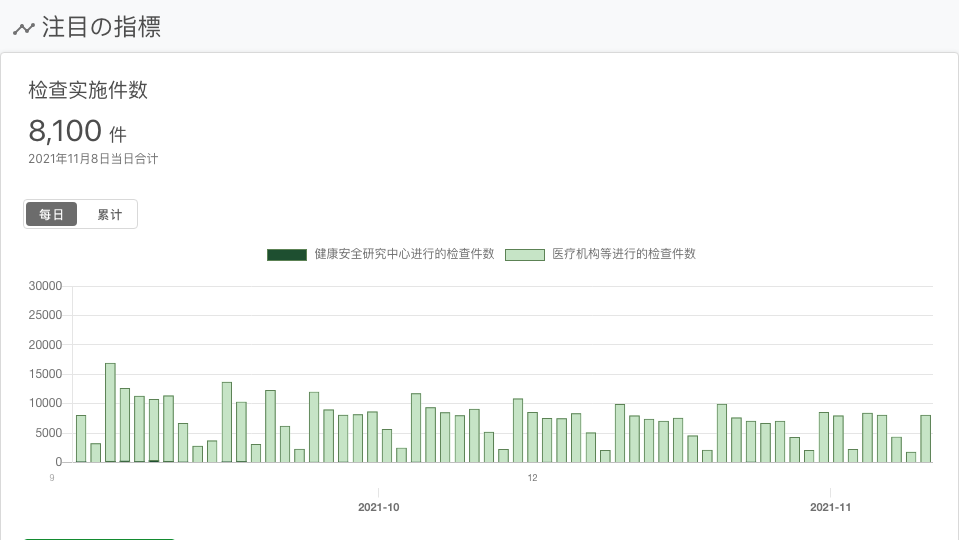 注目の指標
检查实施件数
8,100 件
2021年11月8日当日合计
每日 累计
健康安全研究中心进行的检查件数 医疗机构等进行的检查件数
30000
25000
20000
15000
10000
5000
0
9 12
2021-10 2021-11